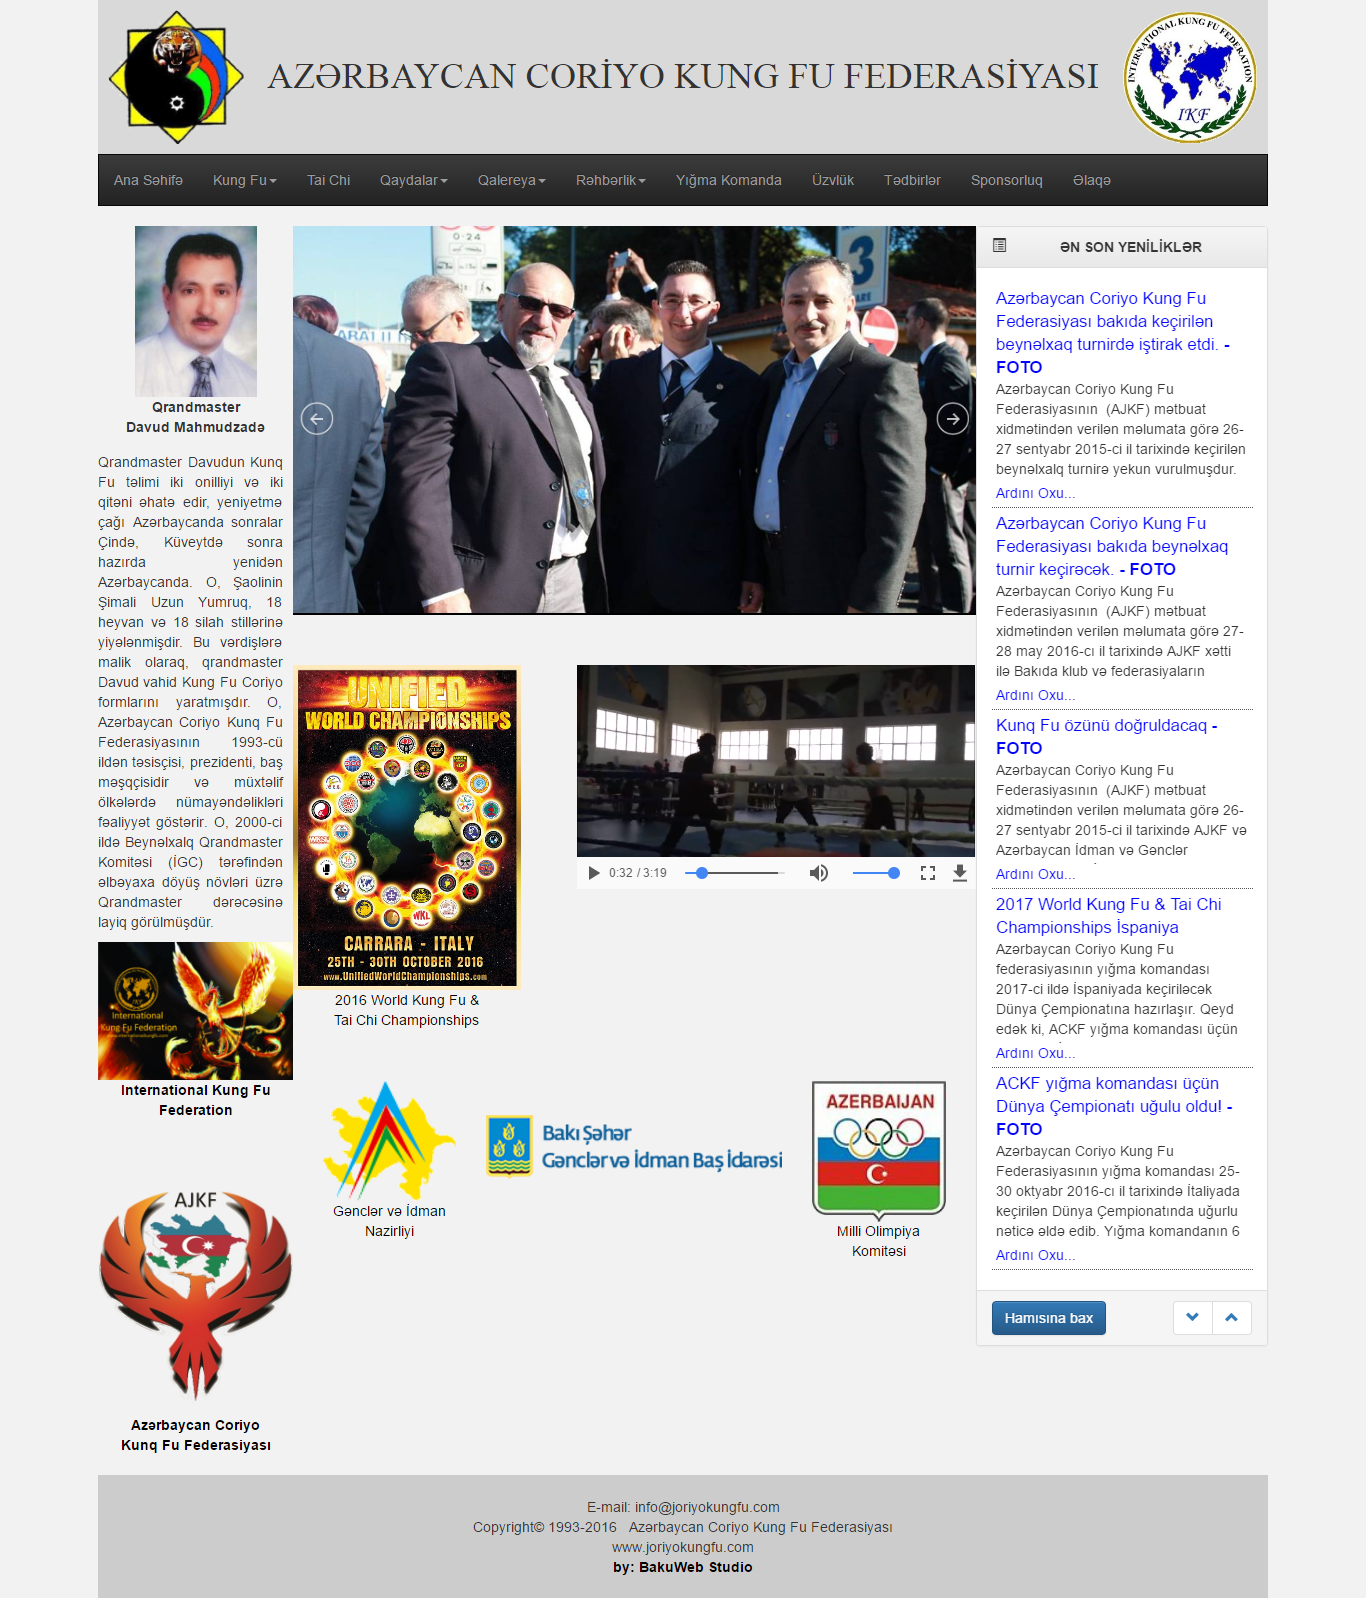 AZƏRBAYCAN CORİYO KUNG FU FEDERASİYASI
INTERNATIONAL KUNG FU FEDERATION
IKF
Ana Səhifə
Kung Fu
Tai Chi
Qaydalar
Qalereya
Rəhbərlik
Yığma Komanda
Üzvlük
Tədbirlər
Sponsorluq
Əlaqə
Qrandmaster
Davud Mahmudzadə
Qrandmaster Davudun Kunq
Fu təlimi iki onilliyi və iki
qitəni əhatə edir, yeniyetmə
çağı Azərbaycanda sonralar
Çində, Küveytdə sonra
hazırda yenidən
Azərbaycanda. O, Şaolinin
Şimali Uzun Yumruq, 18
heyvan və 18 silah stillərinə
yiyələnmişdir. Bu vərdişlərə
malik olaraq, qrandmaster
Davud vahid Kung Fu Coriyo
formlarını yaratmışdır. O,
Azərbaycan Coriyo Kunq Fu
Federasiyasının 1993-cü
ildən təsisçisi, prezidenti, baş
məşqçisidir və müxtəlif
ölkələrdə nümayəndəlikləri
fəaliyyət göstərir. O, 2000-ci
ildə Beynəlxalq Qrandmaster
Komitəsi (İGC) tərəfindən
əlbəyaxa döyüş növləri üzrə
Qrandmaster dərəcəsinə
layiq görülmüşdür.
IKF
International
Kung Fu Federation
www.internationalkungfu.com
International Kung Fu
Federation
AJKF
Azərbaycan Coriyo
Kunq Fu Federasiyası
0-24
3
UNIFIED
WORLD CHAMPIONSHIPS
WKL
CARRARA - ITALY
25TH - 30TH OCTOBER 2016
www.UnifiedWorldChampionships.com
2016 World Kung Fu &
Tai Chi Championships
0:32 / 3:19
Gənclər və İdman
Nazirliyi
Bakı Şəhər
Gənclər və İdman Baş İdarəsi
AZERBAIJAN
Milli Olimpiya
Komitəsi
ƏN SON YENİLİKLƏR
Azərbaycan Coriyo Kung Fu
Federasiyası bakıda keçirilən
beynəlxaq turnirdə iştirak etdi. -
FOTO
Azərbaycan Coriyo Kung Fu
Federasiyasının (AJKF) mətbuat
xidmətindən verilən məlumata görə 26-
27 sentyabr 2015-ci il tarixində keçirilən
beynəlxalq turnirə yekun vurulmuşdur.
Ardını Oxu...
Azərbaycan Coriyo Kung Fu
Federasiyası bakıda beynəlxaq
turnir keçirəcək. - FOTO
Azərbaycan Coriyo Kung Fu
Federasiyasının (AJKF) mətbuat
xidmətindən verilən məlumata görə 27-
28 may 2016-cı il tarixində AJKF xətti
ilə Bakıda klub və federasiyaların
Ardını Oxu...
Kunq Fu özünü doğruldacaq -
FOTO
Azərbaycan Coriyo Kung Fu
Federasiyasının (AJKF) mətbuat
xidmətindən verilən məlumata görə 26-
27 sentyabr 2015-ci il tarixində AJKF və
Azərbaycan İdman və Gənclər
Ardını Oxu...
2017 World Kung Fu & Tai Chi
Championships İspaniya
Azərbaycan Coriyo Kung Fu
federasiyasının yığma komandası
2017-ci ildə İspaniyada keçiriləcək
Dünya Çempionatına hazırlaşır. Qeyd
edək ki, ACKF yığma komandası üçün
Ardını Oxu...
ACKF yığma komandası üçün
Dünya Çempionatı uğulu oldu! -
FOTO
Azərbaycan Coriyo Kung Fu
Federasiyasının yığma komandası 25-
30 oktyabr 2016-cı il tarixində İtaliyada
keçirilən Dünya Çempionatında uğurlu
nəticə əldə edib. Yığma komandanın 6
Ardını Oxu...
Hamısına bax
E-mail: info@joriyokungfu.com
Copyright© 1993-2016 Azərbaycan Coriyo Kung Fu Federasiyası
www.joriyokungfu.com
by: BakuWeb Studio